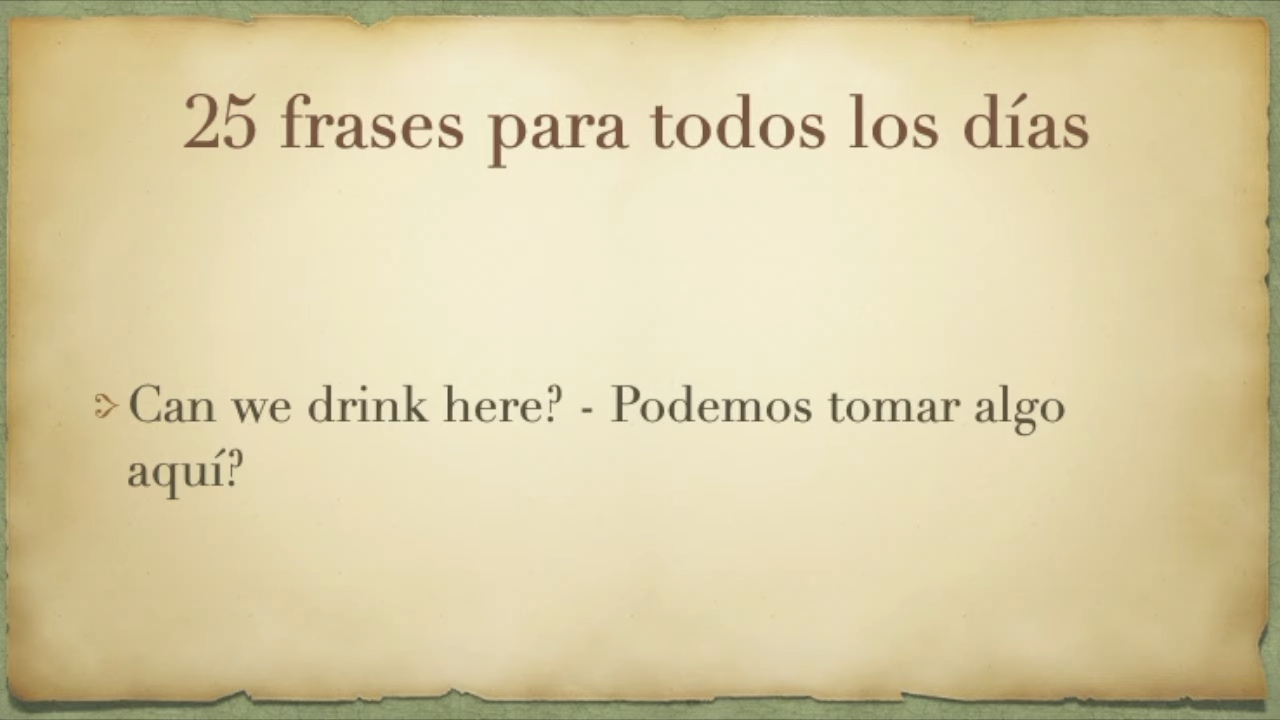 25 frases para todos los días
Can we drink here? - Podemos tomar algo
aquí?